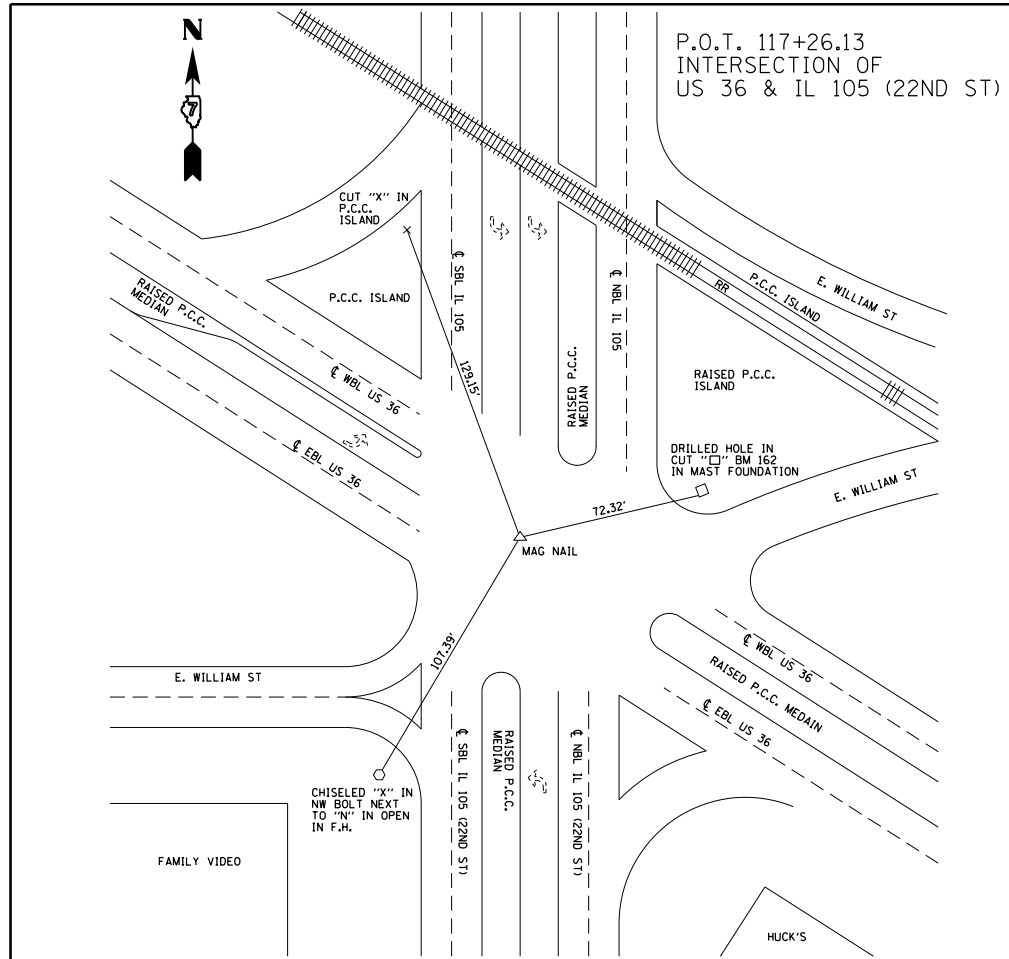 N
7
P.O.T. 117+26.13
INTERSECTION OF
US 36 & IL 105 (22ND ST)
CUT "X" IN
P.C.C.
ISLAND
P.C.C. ISLAND
RAISED P.C.C.
MEDIAN
℄ SBL IL 105
℄ NBL IL 105
RR
P.C.C. ISLAND
E. WILLIAM ST
RAISED P.C.C.
ISLAND
RAISED P.C.C.
MEDIAN
℄ WBL US 36
℄ EBL US 36
129.15'
DRILLED HOLE IN
CUT "□" BM 162
IN MAST FOUNDATION
E. WILLIAM ST
72.32'
MAG NAIL
107.39'
E. WILLIAM ST
℄ WBL US 36
RAISED P.C.C. MEDAIN
℄ EBL US 36
℄ SBL IL 105 (22ND ST)
RAISED P.C.C.
MEDIAN
℄ NBL IL 105 (22ND ST)
CHISELED "X" IN
NW BOLT NEXT
TO "N" IN OPEN
IN F.H.
FAMILY VIDEO
HUCK'S